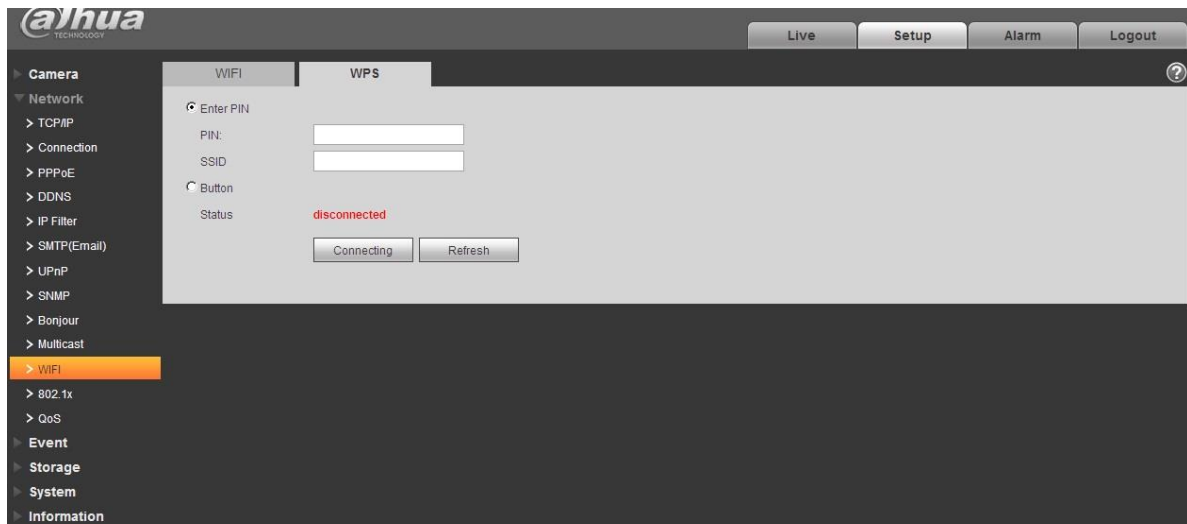 alhua
TECHNOLOGY
Live Setup Alarm Logout
Camera
Network
> TCP/IP
> Connection
> PPPoE
> DDNS
> IP Filter
> SMTP(Email)
> UPnP
> SNMP
> Bonjour
> Multicast
> WIFI
> 802.1x
> QoS
Event
Storage
System
Information
WIFI WPS
?
Enter PIN
PIN:
SSID
Button
Status disconnected
Connecting Refresh